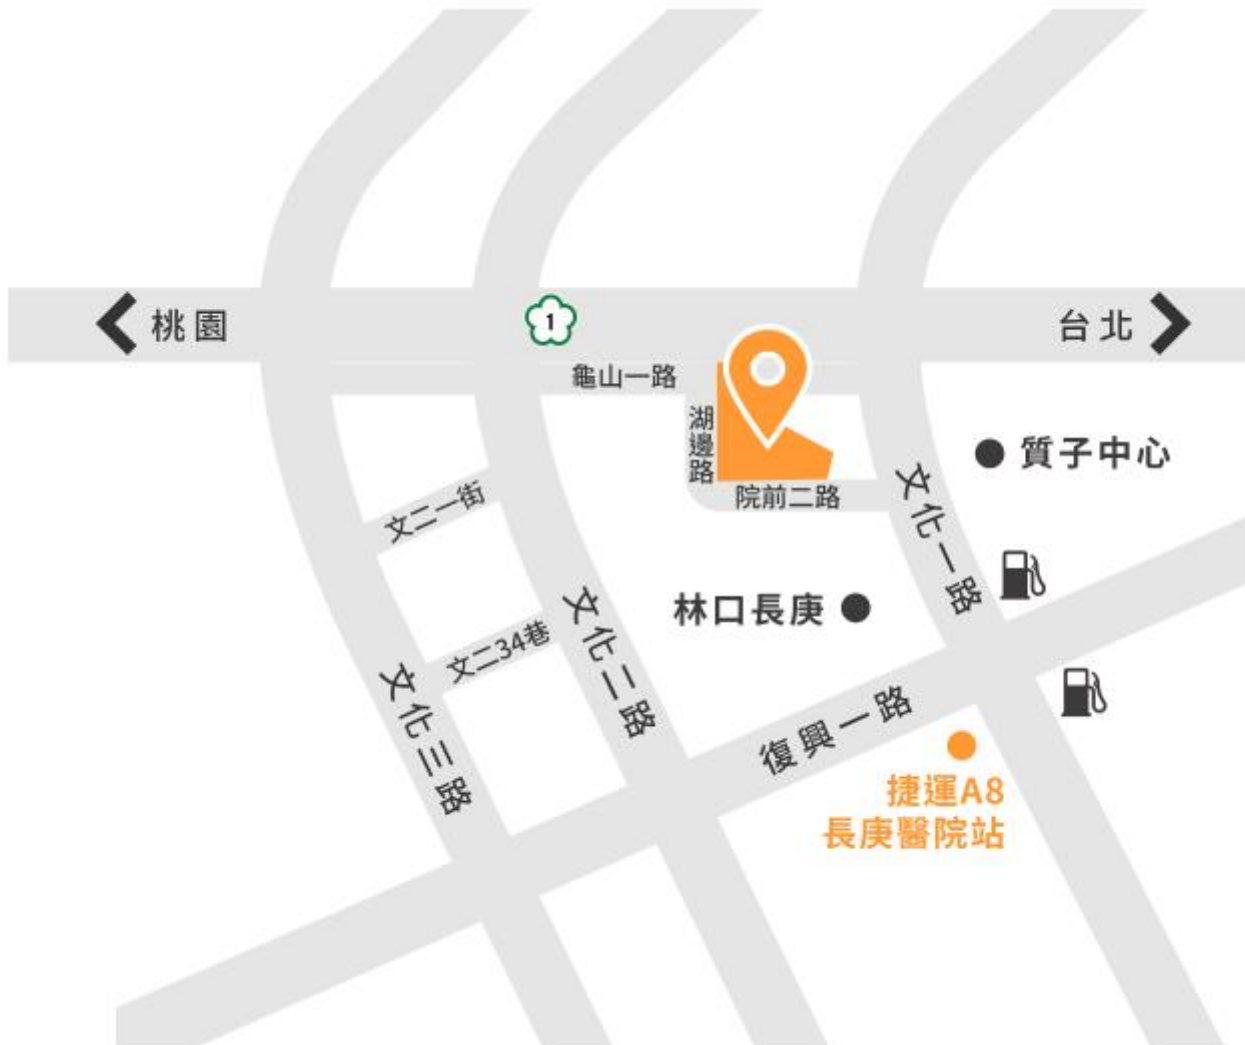 桃園
1
台北
龜山一路
湖邊路
質子中心
院前二路
文二一街
文化一路
林口長庚
文二34巷
文化二路
文化三路
復興一路
捷運A8
長庚醫院站